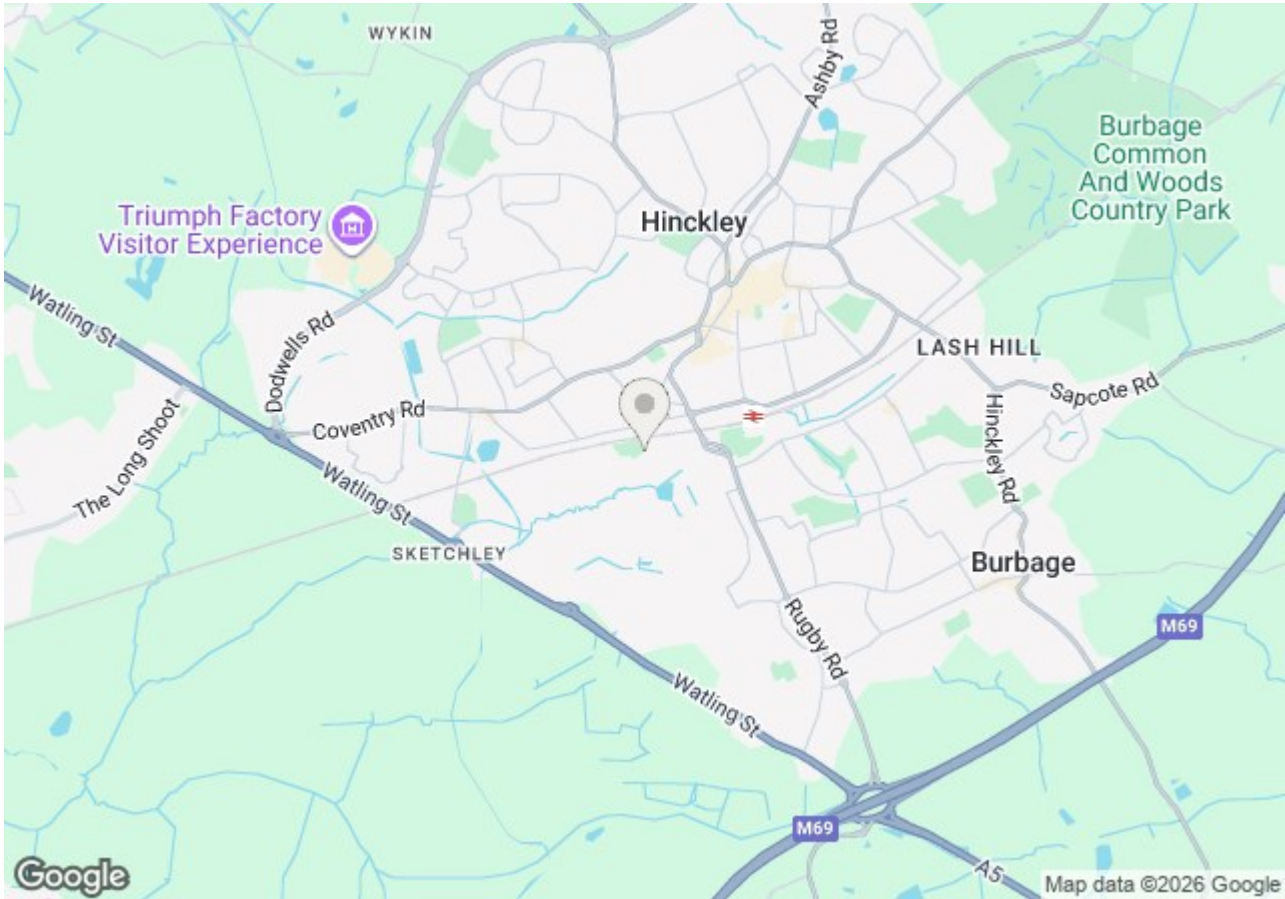 WYKIN
Ashby Rd
Burbage
Common
And Woods
Country Park
Triumph Factory
Visitor Experience
Hinckley
Watling St
Dodwells Rd
LASH HILL
Sapcote Rd
The Long Shoot
Coventry Rd
Hinckley Rd
Watling St
SKETCHLEY
Burbage
Rugby Rd
M69
Watling St
M69
A5
Google
Map data ©2026 Google